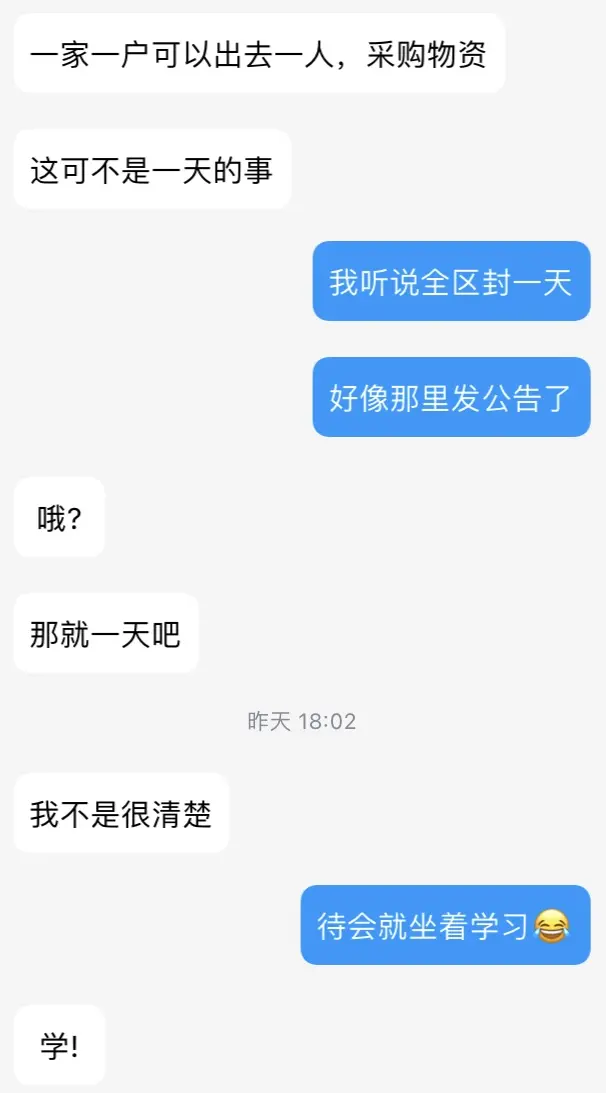 一家一户可以出去一人，采购物资
这可不是一天的事
我听说全区封一天
好像那里发公告了
哦?
那就一天吧
昨天 18:02
我不是很清楚
待会就坐着学习😂
学!